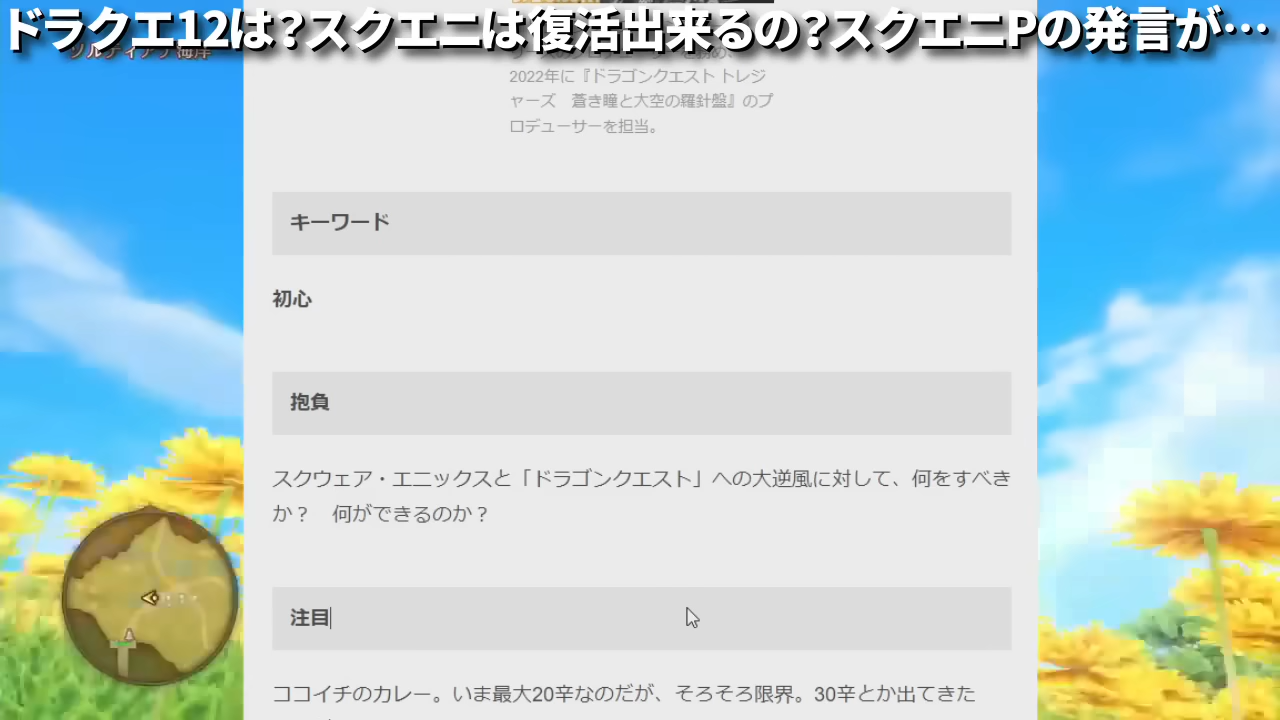 ドラクエ12は？スクエニは復活出来るの？スクエニPの発言が…
2022年に『ドラゴンクエスト トレジ
ャーズ　蒼き瞳と大空の羅針盤』のプ
ロデューサーを担当。
キーワード
初心
抱負
スクウェア・エニックスと「ドラゴンクエスト」への大逆風に対して、何をすべき
か？　何ができるのか？
注目
ココイチのカレー。いま最大20辛なのだが、そろそろ限界。30辛とか出てきた